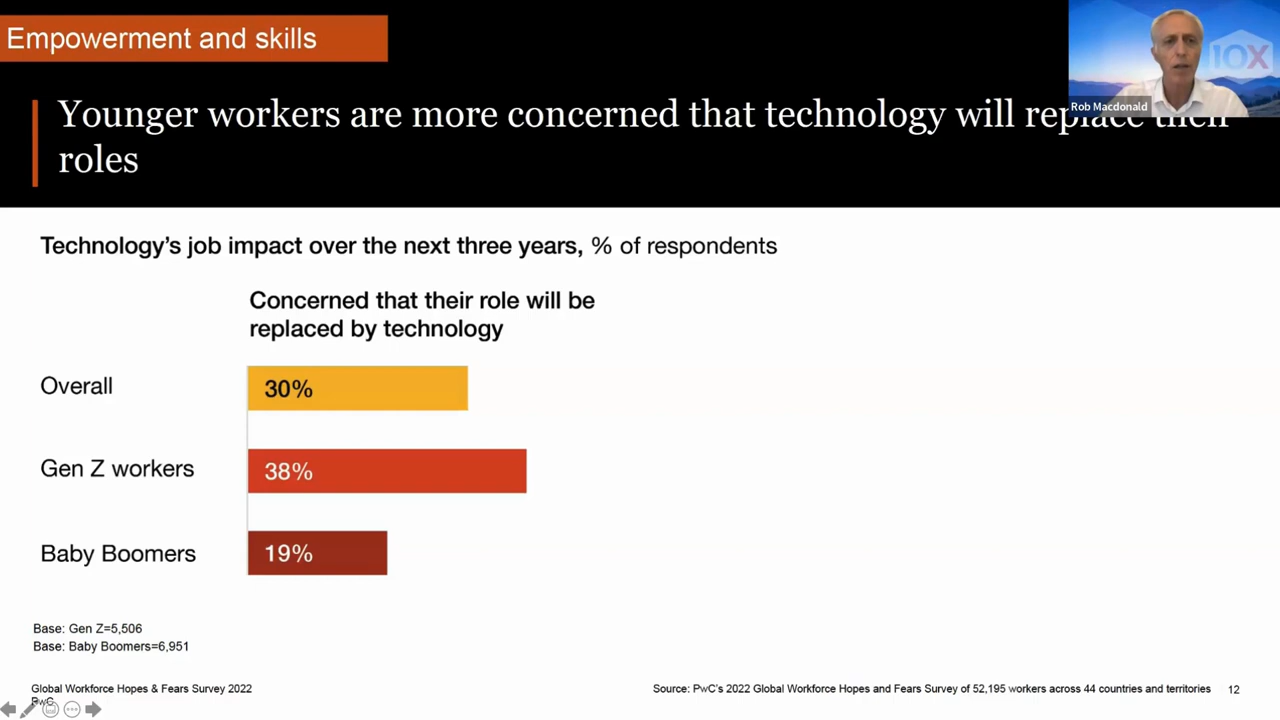 Empowerment and skills
10X
Rob Macdonald
Younger workers are more concerned that technology will replace their
roles
Technology's job impact over the next three years, % of respondents
Concerned that their role will be
replaced by technology
Overall
30%
Gen Z workers
38%
Baby Boomers
19%
Base: Gen Z=5,506
Base: Baby Boomers=6,951
Global Workforce Hopes & Fears Survey 2022
PwC
Source: PwC's 2022 Global Workforce Hopes and Fears Survey of 52,195 workers across 44 countries and territories
12